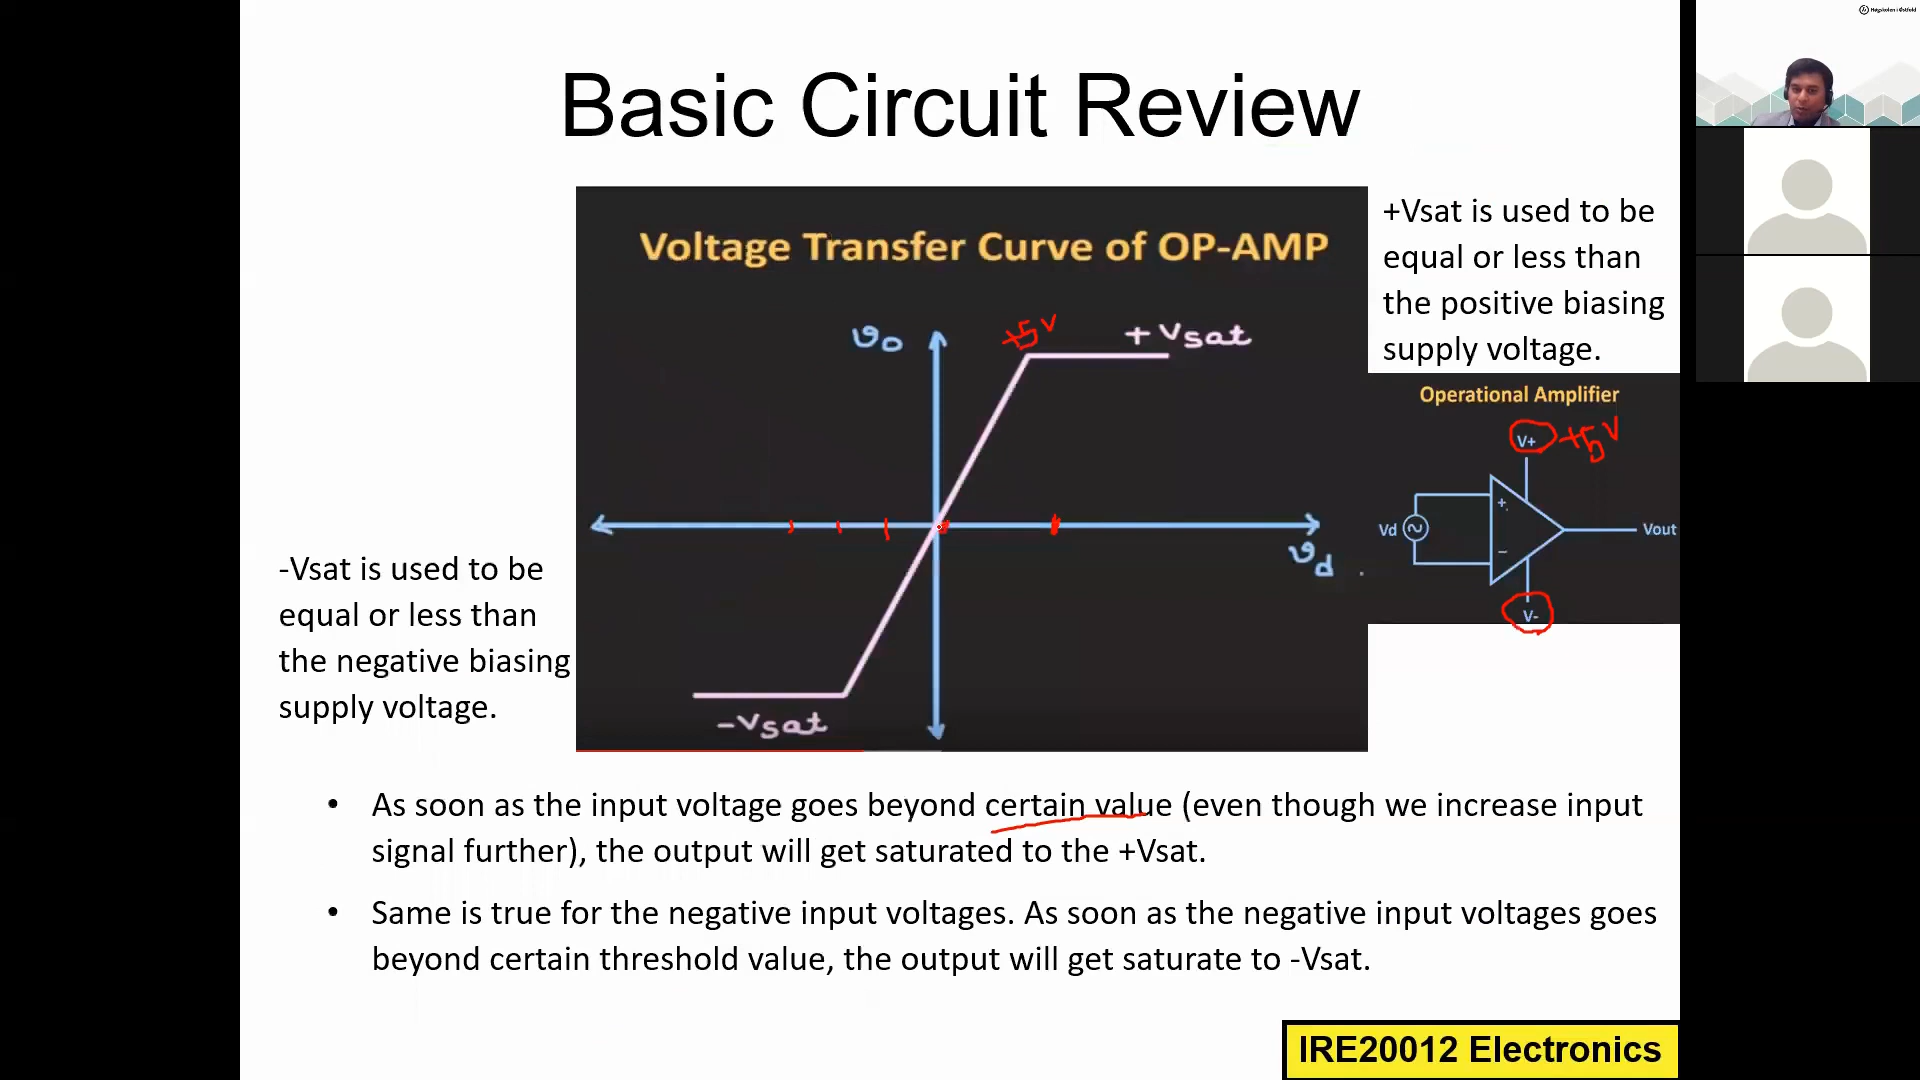 Høgskolen i Østfold
Basic Circuit Review
+Vsat is used to be
equal or less than
the positive biasing
supply voltage.
Voltage Transfer Curve of OP-AMP
vo
+5V
+Vsat
Operational Amplifier
V+
+5V
+
Vd
Vout
−
V-
vd
-Vsat is used to be
equal or less than
the negative biasing
supply voltage.
-Vsat
• As soon as the input voltage goes beyond certain value (even though we increase input
signal further), the output will get saturated to the +Vsat.
• Same is true for the negative input voltages. As soon as the negative input voltages goes
beyond certain threshold value, the output will get saturate to -Vsat.
IRE20012 Electronics